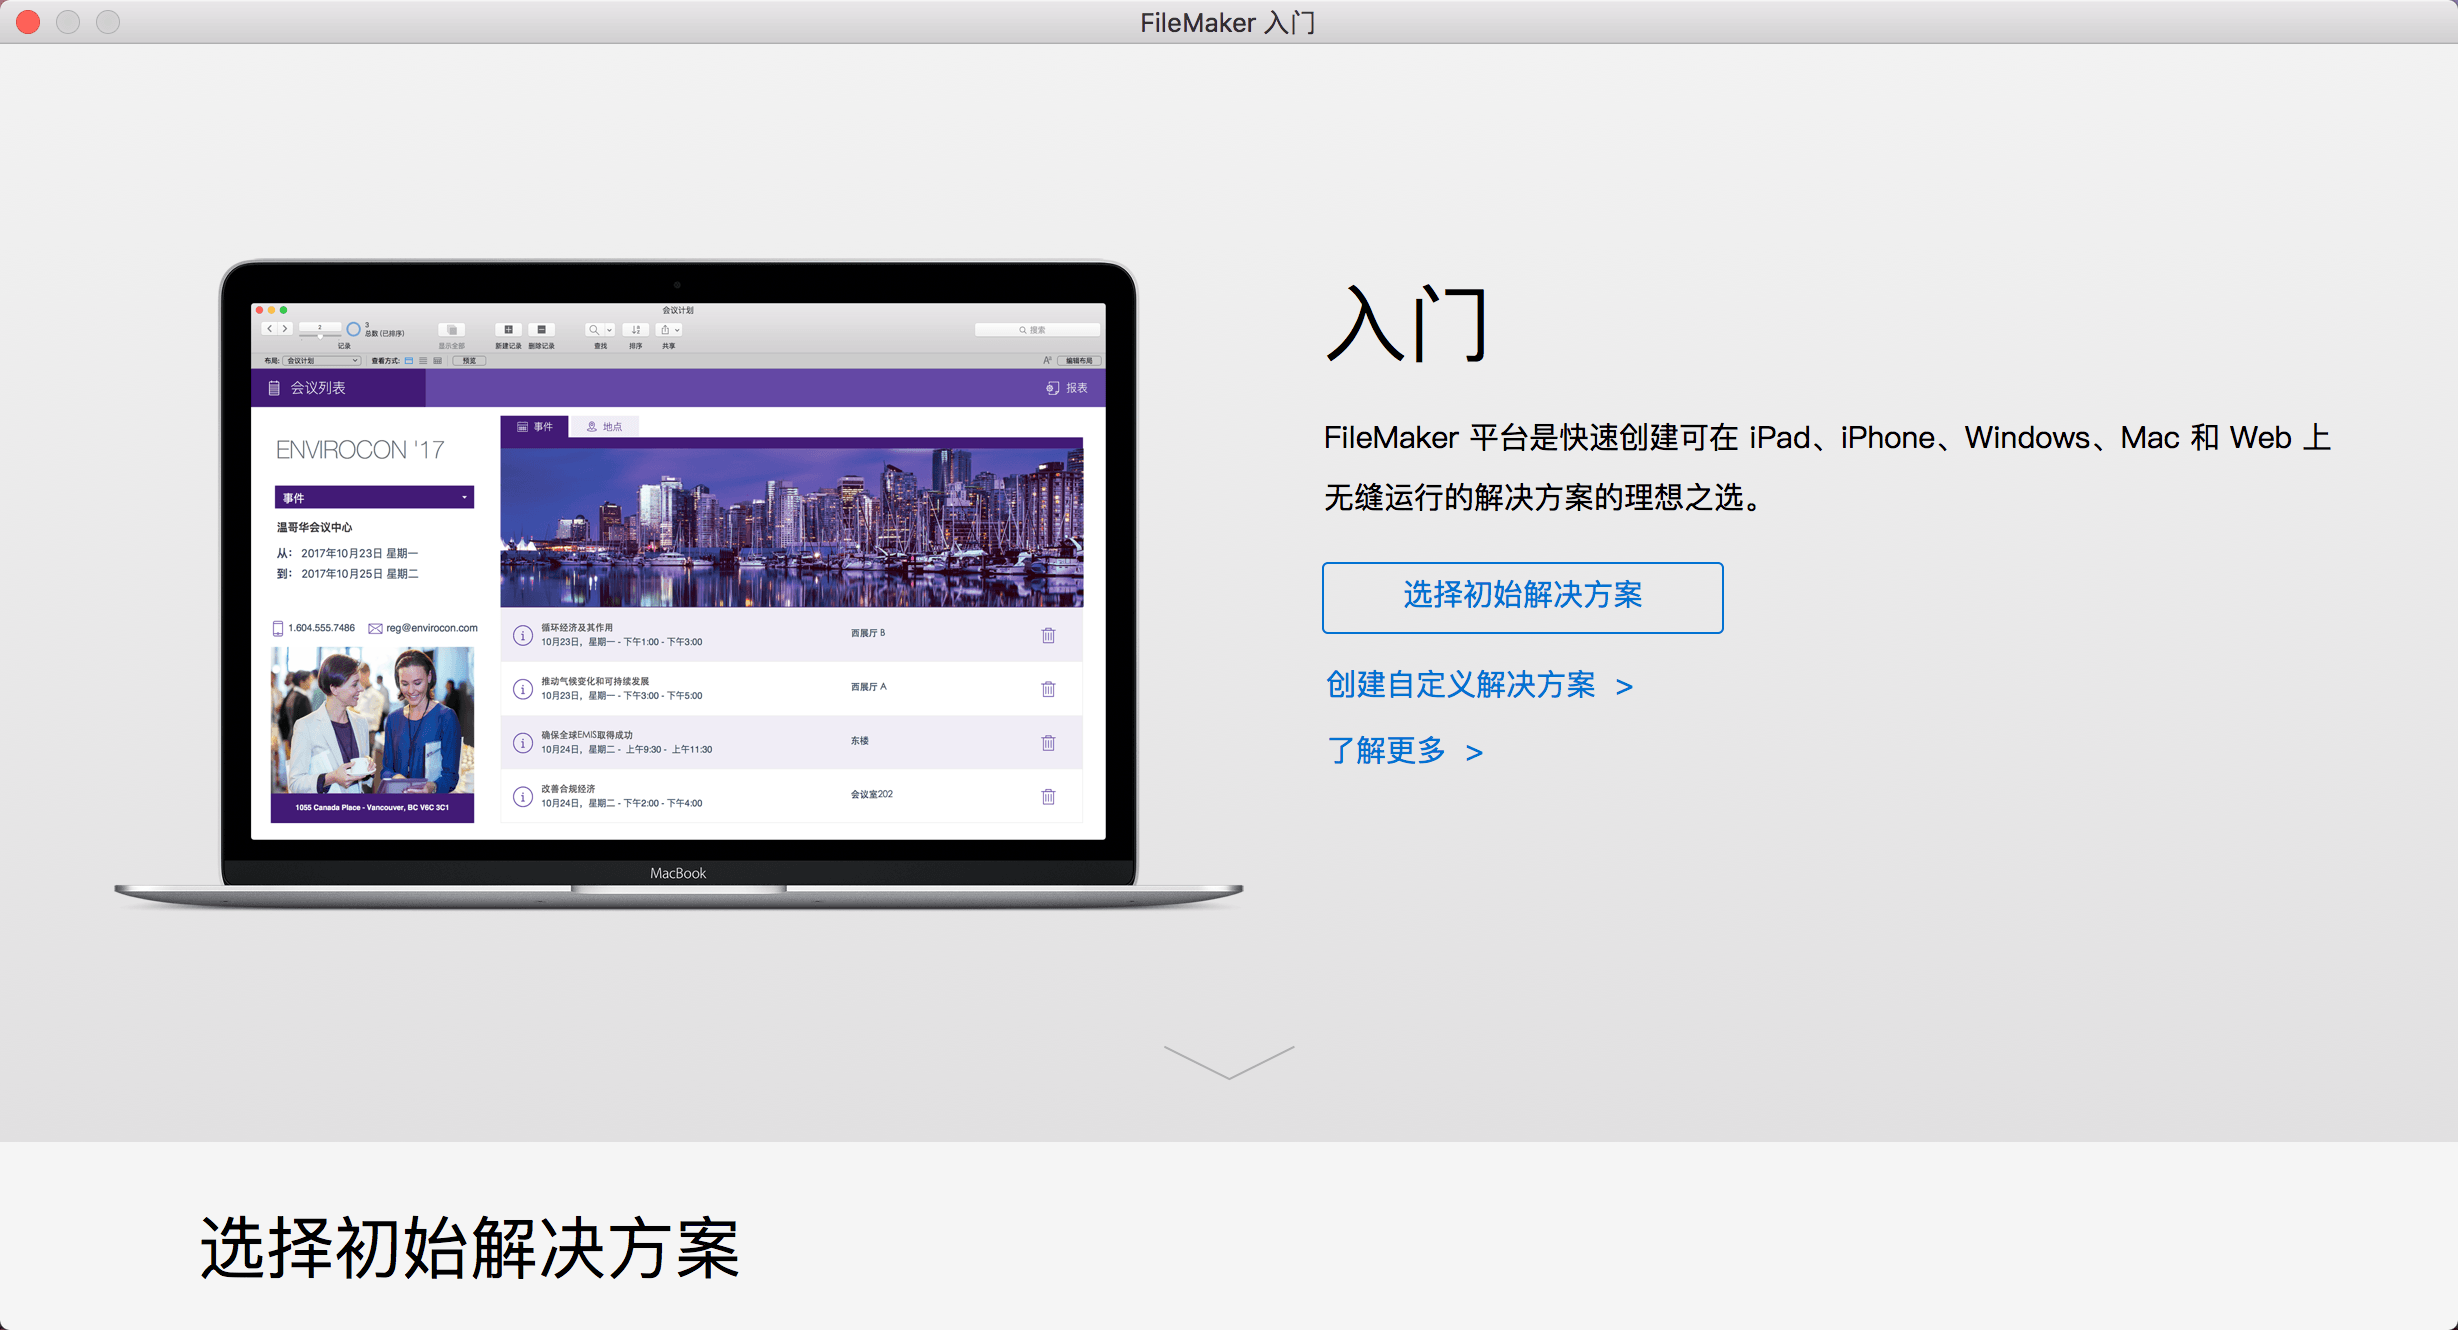 FileMaker 入门
会议计划
2
3
总数 (已排序)
记录
显示全部
新建记录
删除记录
查找
排序
共享
搜索
布局:
会议计划
查看方式:
预览
编辑布局
会议列表
报表
ENVIROCON '17
事件
温哥华会议中心
从： 2017年10月23日 星期一
到： 2017年10月25日 星期二
1.604.555.7486
reg@envirocon.com
1055 Canada Place - Vancouver, BC V6C 3C1
事件
地点
循环经济及其作用
10月23日，星期一 - 下午1:00 - 下午3:00
西展厅 B
推动气候变化和可持续发展
10月23日，星期一 - 下午3:00 - 下午5:00
西展厅 A
确保全球EMIS取得成功
10月24日，星期二 - 上午9:30 - 上午11:30
东楼
改善合规经济
10月24日，星期二 - 下午2:00 - 下午4:00
会议室202
MacBook
入门
FileMaker 平台是快速创建可在 iPad、iPhone、Windows、Mac 和 Web 上
无缝运行的解决方案的理想之选。
选择初始解决方案
创建自定义解决方案 >
了解更多 >
选择初始解决方案